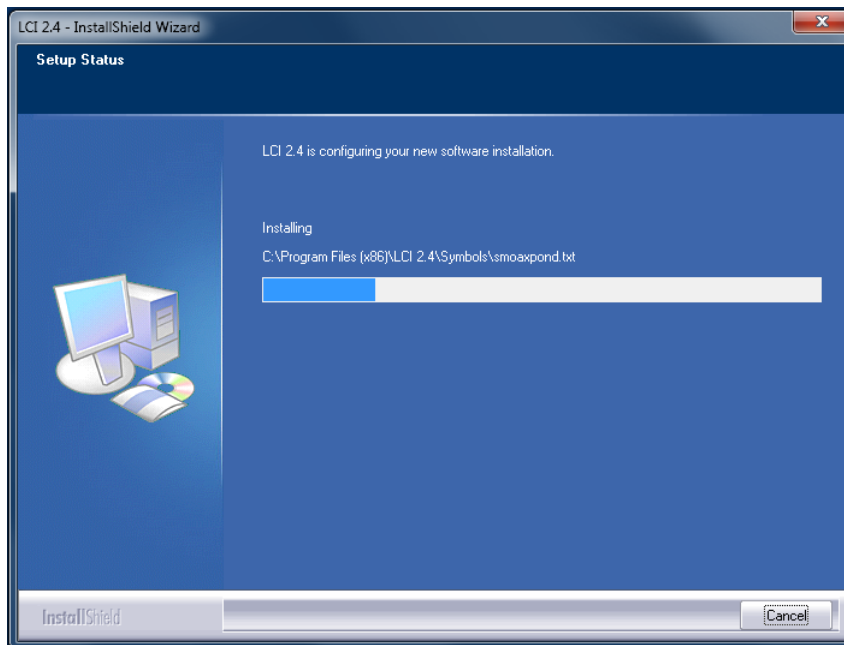 LCI 2.4 - InstallShield Wizard
Setup Status
LCI 2.4 is configuring your new software installation.
Installing
C:\Program Files (x86)\LCI 2.4\Symbols\smoaxpond.txt
InstallShield
Cancel